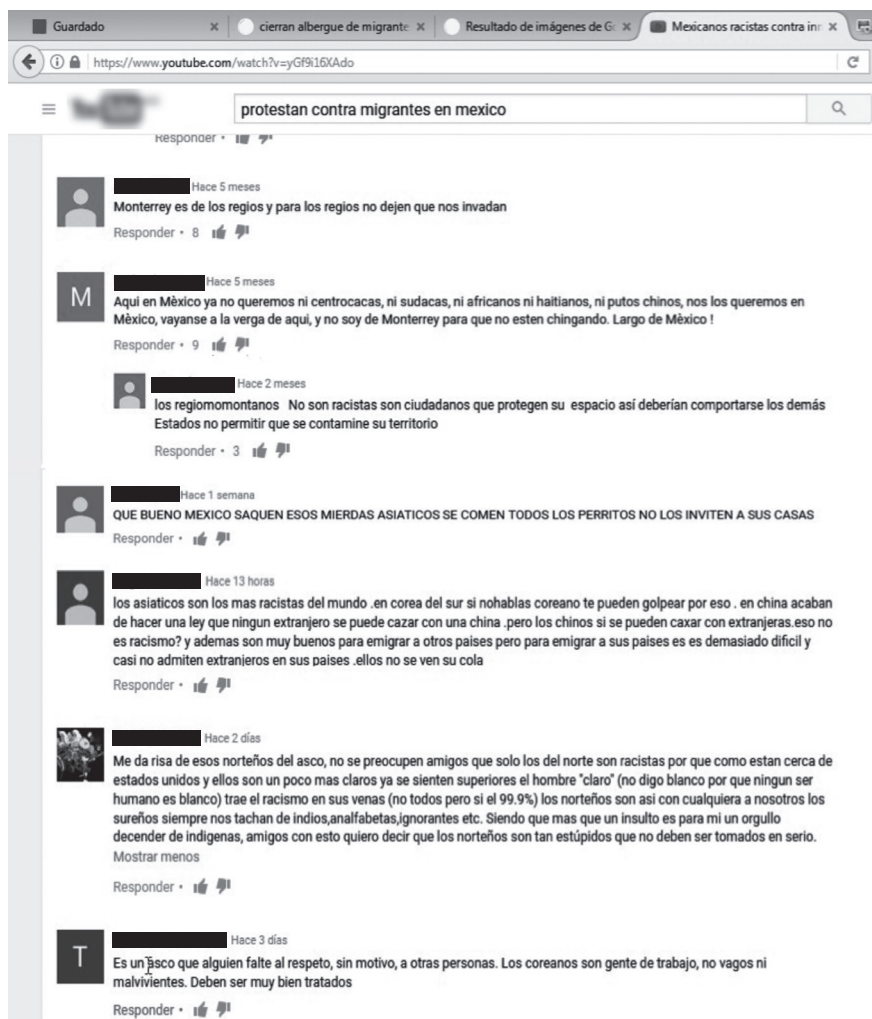 Guardado
cierran albergue de migrante
Resultado de imágenes de Go
Mexicanos racistas contra inm
https://www.youtube.com/watch?v=yGf9i16XAdo
protestan contra migrantes en mexico
Responder
Hace 5 meses
Monterrey es de los regios y para los regios no dejen que nos invadan
Responder • 8
M
Hace 5 meses
Aqui en Mèxico ya no queremos ni centrocacas, ni sudacas, ni africanos ni haitianos, ni putos chinos, nos los queremos en
Mèxico, vayanse a la verga de aqui, y no soy de Monterrey para que no esten chingando. Largo de Mèxico !
Responder • 9
Hace 2 meses
los regiomomontanos No son racistas son ciudadanos que protegen su espacio así deberían comportarse los demás
Estados no permitir que se contamine su territorio
Responder • 3
Hace 1 semana
QUE BUENO MEXICO SAQUEN ESOS MIERDAS ASIATICOS SE COMEN TODOS LOS PERRITOS NO LOS INVITEN A SUS CASAS
Responder •
Hace 13 horas
los asiaticos son los mas racistas del mundo .en corea del sur si nohablas coreano te pueden golpear por eso . en china acaban
de hacer una ley que ningun extranjero se puede cazar con una china .pero los chinos si se pueden caxar con extranjeras.eso no
es racismo? y ademas son muy buenos para emigrar a otros paises pero para emigrar a sus paises es es demasiado dificil y
casi no admiten extranjeros en sus paises .ellos no se ven su cola
Responder •
Hace 2 días
Me da risa de esos norteños del asco, no se preocupen amigos que solo los del norte son racistas por que como estan cerca de
estados unidos y ellos son un poco mas claros ya se sienten superiores el hombre "claro" (no digo blanco por que ningun ser
humano es blanco) trae el racismo en sus venas (no todos pero si el 99.9%) los norteños son asi con cualquiera a nosotros los
sureños siempre nos tachan de indios,analfabetas,ignorantes etc. Siendo que mas que un insulto es para mi un orgullo
decender de indigenas, amigos con esto quiero decir que los norteños son tan estúpidos que no deben ser tomados en serio.
Mostrar menos
Responder •
T
Hace 3 días
Es un asco que alguien falte al respeto, sin motivo, a otras personas. Los coreanos son gente de trabajo, no vagos ni
malvivientes. Deben ser muy bien tratados
Responder •